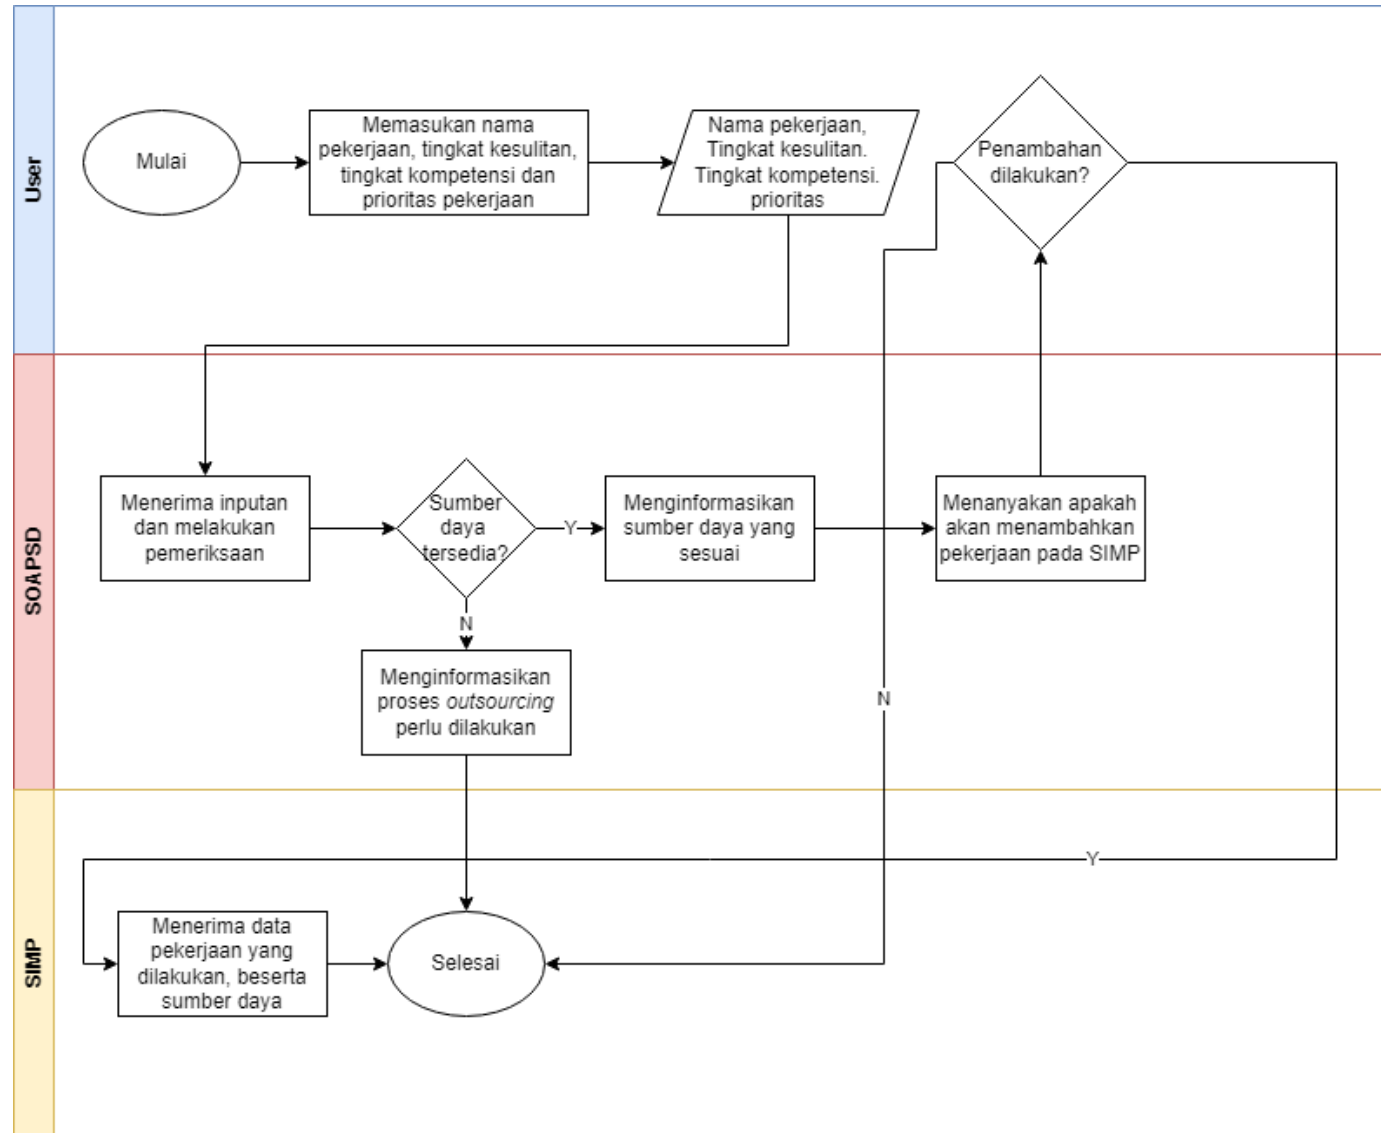 User
Mulai
Memasukan nama
pekerjaan, tingkat kesulitan,
tingkat kompetensi dan
prioritas pekerjaan
Nama pekerjaan,
Tingkat kesulitan.
Tingkat kompetensi.
prioritas
Penambahan
dilakukan?
SOAPSD
Menerima inputan
dan melakukan
pemeriksaan
Sumber
daya
tersedia?
Y
Menginformasikan
sumber daya yang
sesuai
Menanyakan apakah
akan menambahkan
pekerjaan pada SIMP
N
Menginformasikan
proses outsourcing
perlu dilakukan
N
Y
SIMP
Menerima data
pekerjaan yang
dilakukan, beserta
sumber daya
Selesai